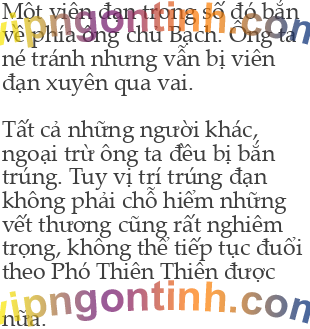 Một viên đạn trong số đó bắn
về phía ông chú Bạch. Ông ta
né tránh nhưng vẫn bị viên
đạn xuyên qua vai.
Tất cả những người khác,
ngoại trừ ông ta đều bị bắn
trúng. Tuy vị trí trúng đạn
không phải chỗ hiểm những
vết thương cũng rất nghiêm
trọng, không thể tiếp tục đuổi
theo Phó Thiên Thiên được
nữa.
vipngontinh.com
vipngontinh.com